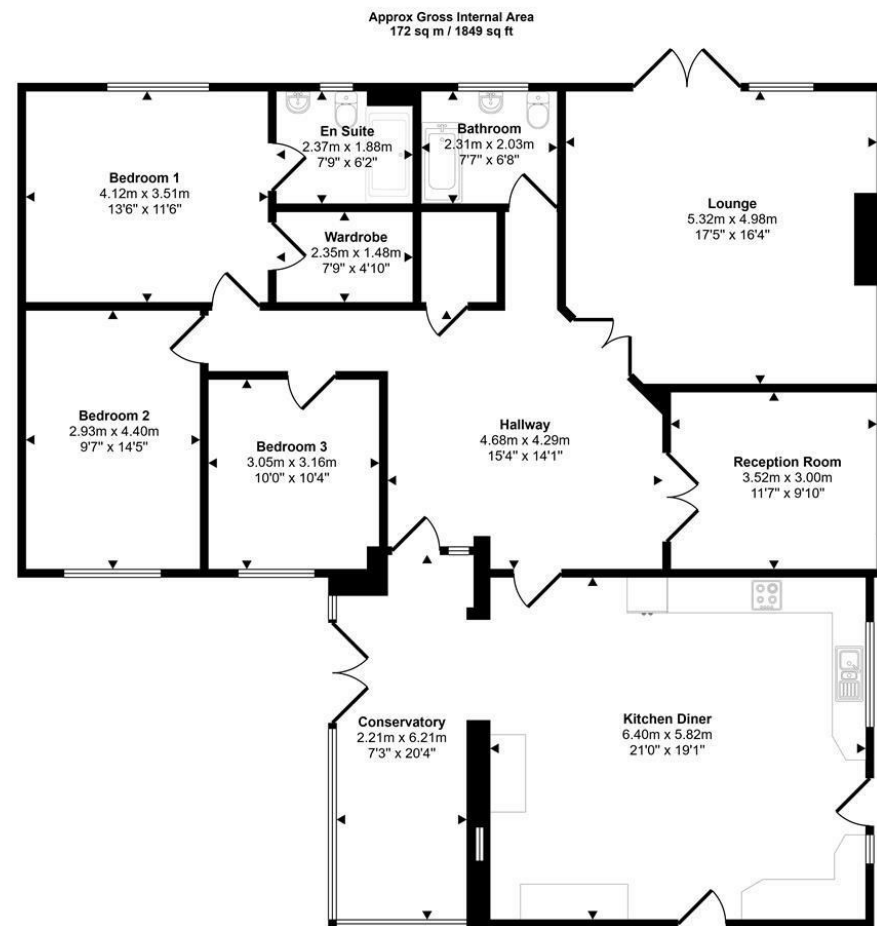 Approx Gross Internal Area
172 sq m / 1849 sq ft
En Suite
2.37m x 1.88m
7'9" x 6'2"
Bathroom
2.31m x 2.03m
7'7" x 6'8"
Bedroom 1
4.12m x 3.51m
13'6" x 11'6"
Lounge
5.32m x 4.98m
17'5" x 16'4"
Wardrobe
2.35m x 1.48m
7'9" x 4'10"
Bedroom 2
2.93m x 4.40m
9'7" x 14'5"
Bedroom 3
3.05m x 3.16m
10'0" x 10'4"
Hallway
4.68m x 4.29m
15'4" x 14'1"
Reception Room
3.52m x 3.00m
11'7" x 9'10"
Conservatory
2.21m x 6.21m
7'3" x 20'4"
Kitchen Diner
6.40m x 5.82m
21'0" x 19'1"